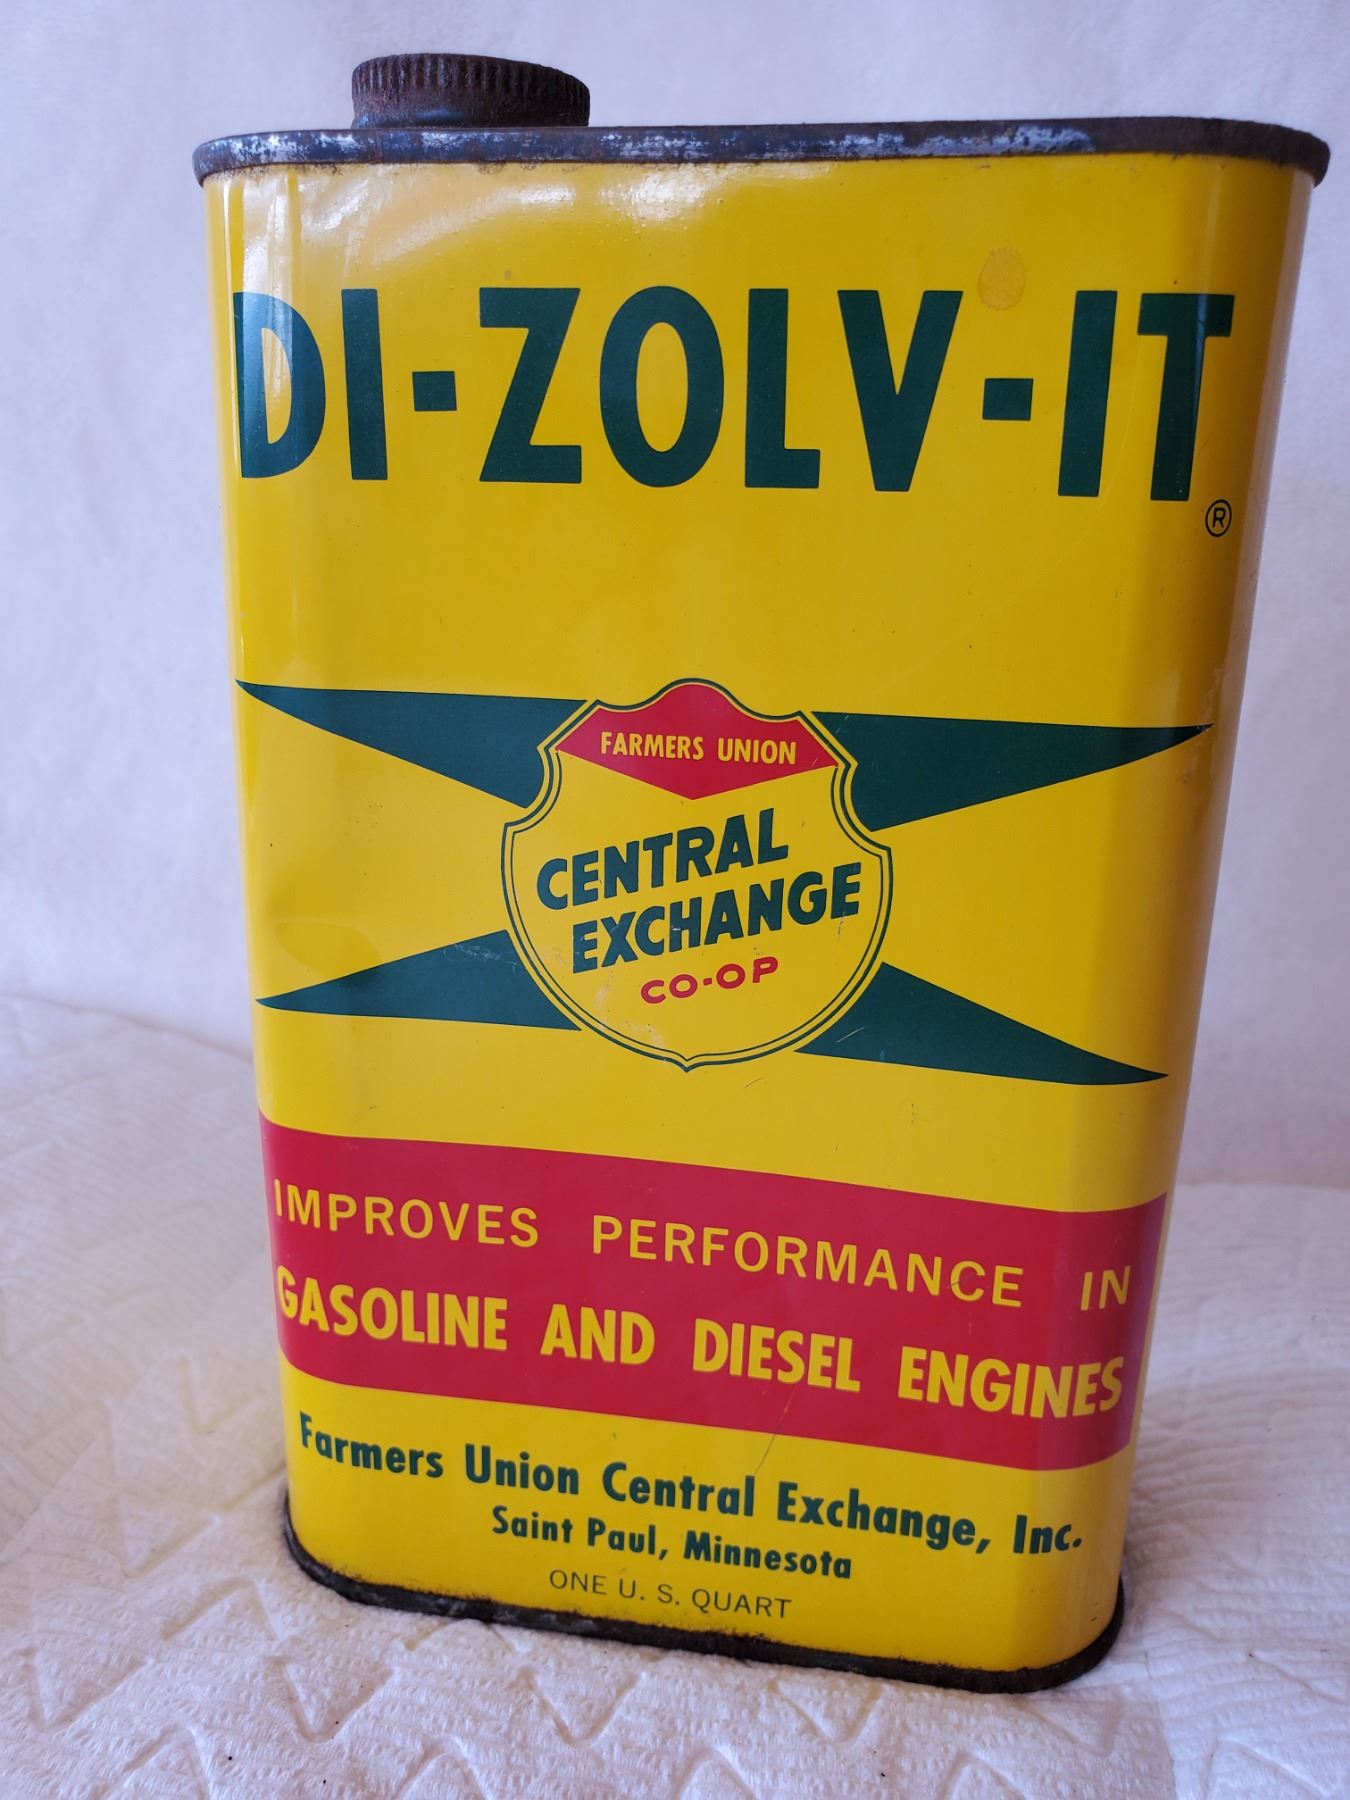 DI-ZOLV-IT®
FARMERS UNION
CENTRAL
EXCHANGE
CO-OP
IMPROVES PERFORMANCE IN
GASOLINE AND DIESEL ENGINES
Farmers Union Central Exchange, Inc.
Saint Paul, Minnesota
ONE U. S. QUART